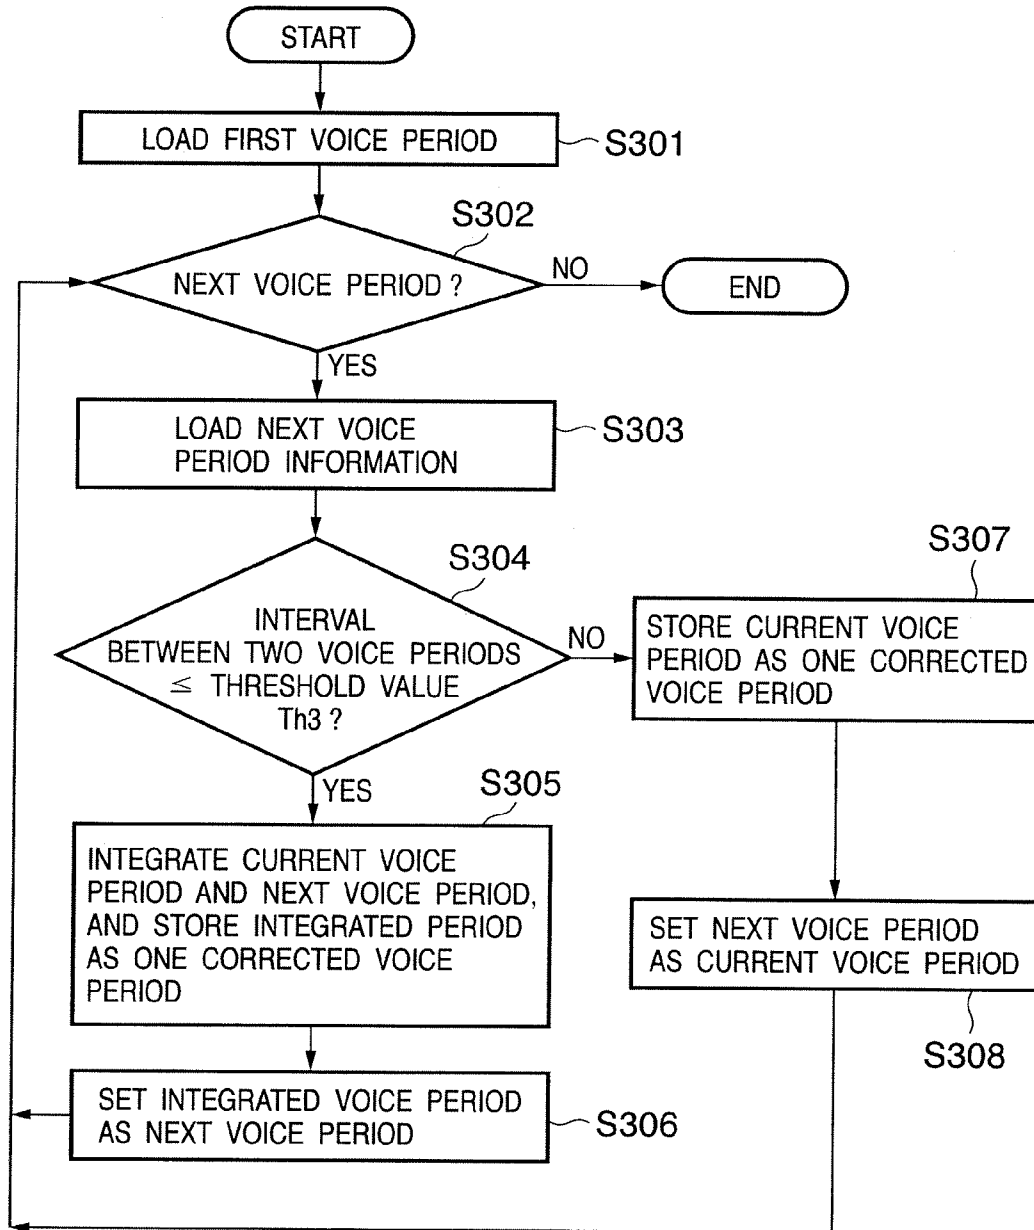 START
LOAD FIRST VOICE PERIOD
S301
S302
NEXT VOICE PERIOD ?
NO
END
YES
LOAD NEXT VOICE
PERIOD INFORMATION
S303
S304
INTERVAL
BETWEEN TWO VOICE PERIODS
≤ THRESHOLD VALUE
Th3 ?
NO
S307
STORE CURRENT VOICE
PERIOD AS ONE CORRECTED
VOICE PERIOD
YES
S305
INTEGRATE CURRENT VOICE
PERIOD AND NEXT VOICE PERIOD,
AND STORE INTEGRATED PERIOD
AS ONE CORRECTED VOICE
PERIOD
SET NEXT VOICE PERIOD
AS CURRENT VOICE PERIOD
S308
SET INTEGRATED VOICE PERIOD
AS NEXT VOICE PERIOD
S306